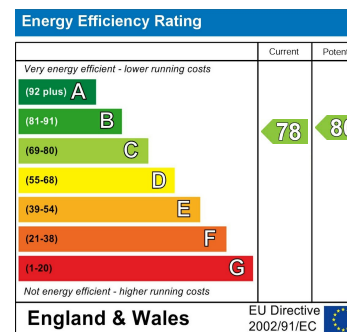 Energy Efficiency Rating
Current
Very energy efficient - lower running costs
(92 plus) A
(81-91) B
(69-80) C
(55-68) D
(39-54) E
(21-38) F
(1-20) G
78
Not energy efficient - higher running costs
England & Wales
EU Directive
2002/91/EC